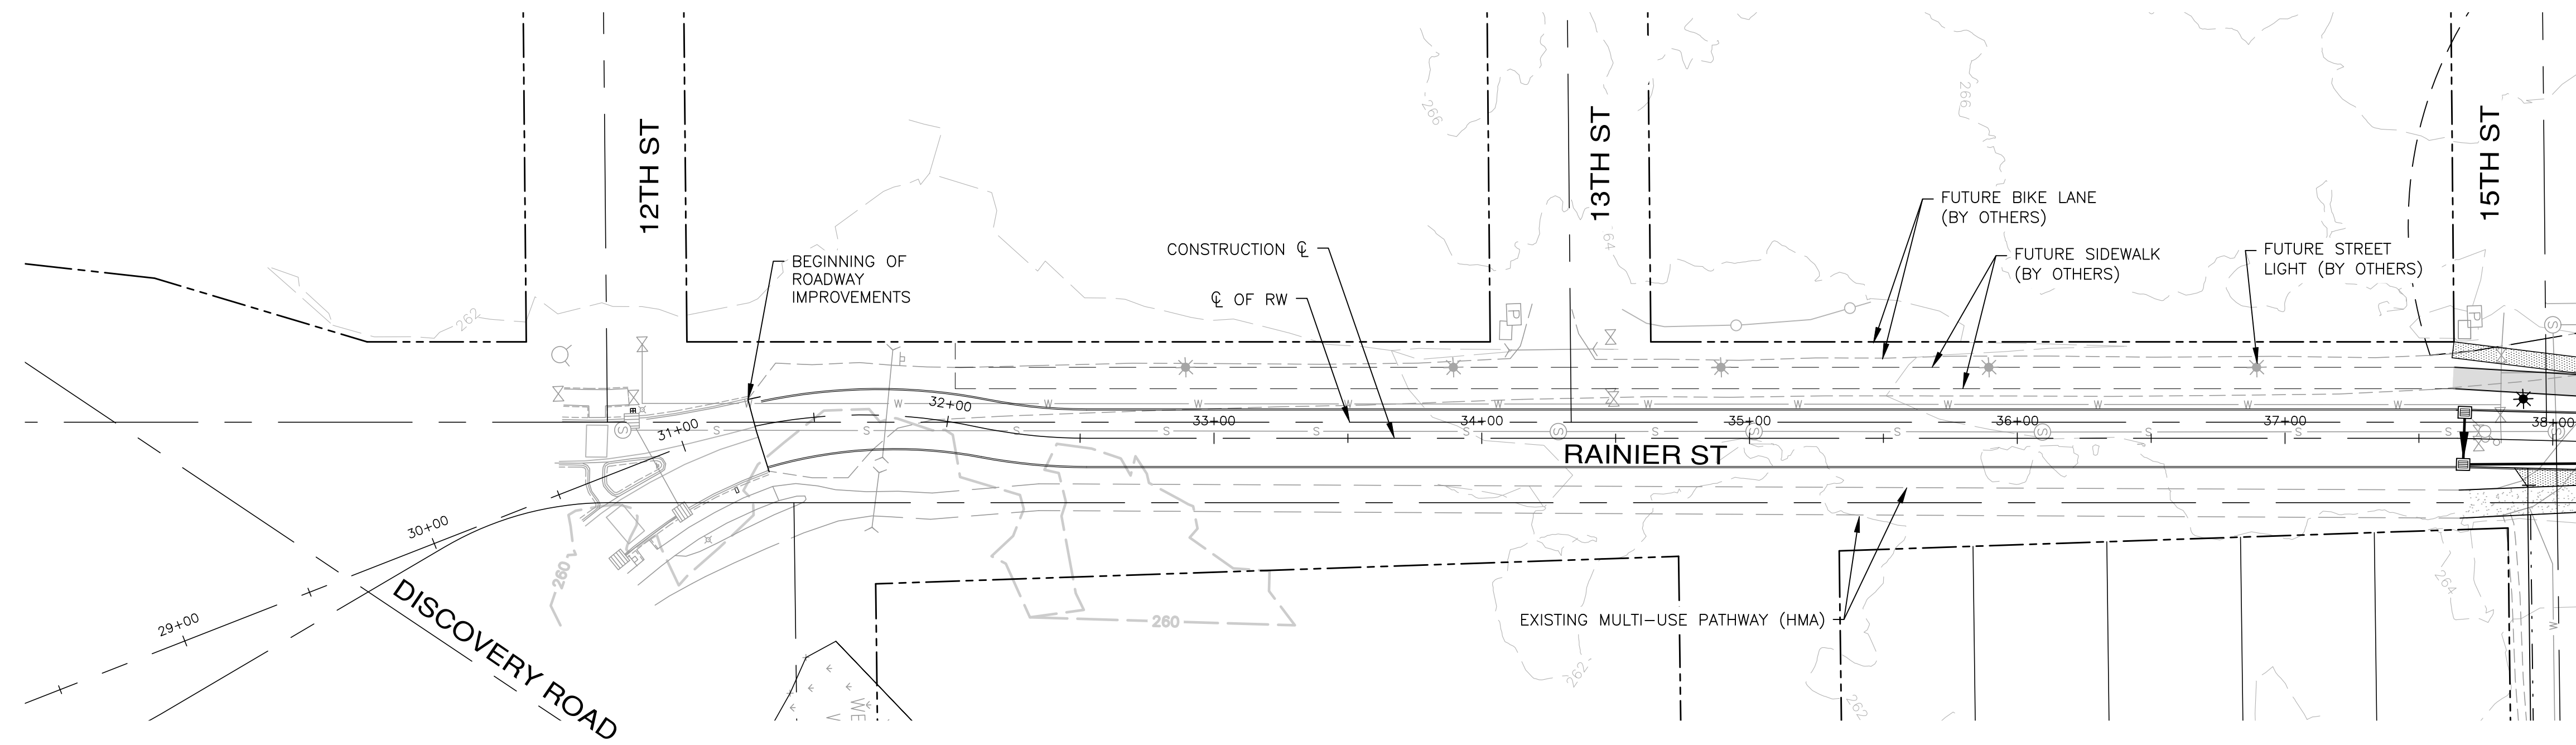 12TH ST
13TH ST
15TH ST
266
266
64
FUTURE BIKE LANE
(BY OTHERS)
FUTURE SIDEWALK
(BY OTHERS)
FUTURE STREET
LIGHT (BY OTHERS)
CONSTRUCTION ℄
℄ OF RW
BEGINNING OF
ROADWAY
IMPROVEMENTS
262
P
P
W W W W W W W W W W W
S S S S S S S S S S S S
29+00
30+00
31+00
32+00
33+00
34+00
35+00
36+00
37+00
38+00
RAINIER ST
DISCOVERY ROAD
EXISTING MULTI-USE PATHWAY (HMA)
260
260
262
262
264
WE